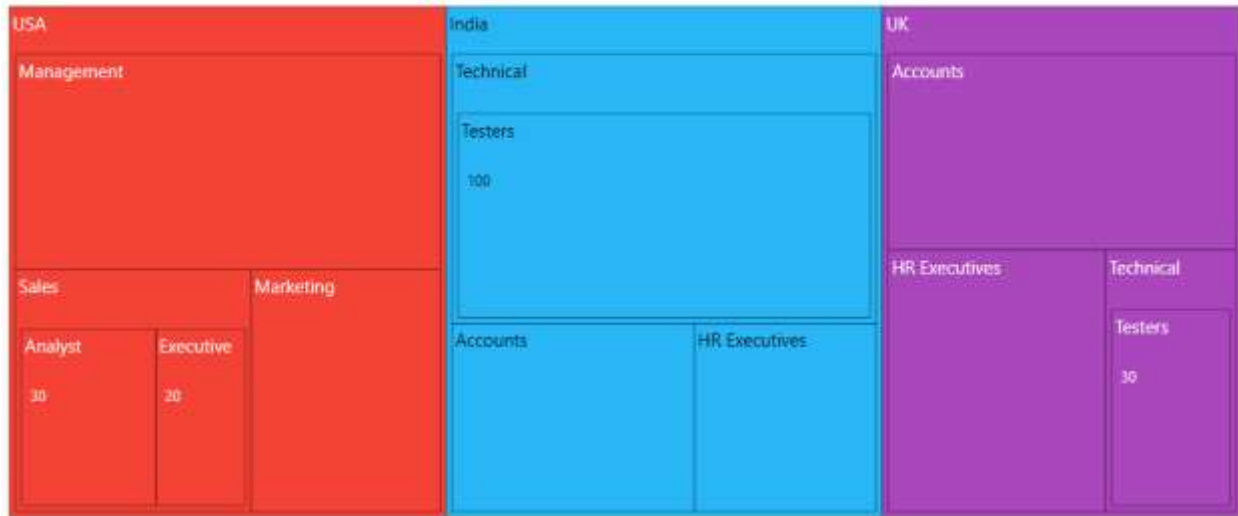 USA
Management
Sales
Analyst
30
Executive
20
Marketing
India
Technical
Testers
100
Accounts
HR Executives
UK
Accounts
HR Executives
Technical
Testers
30